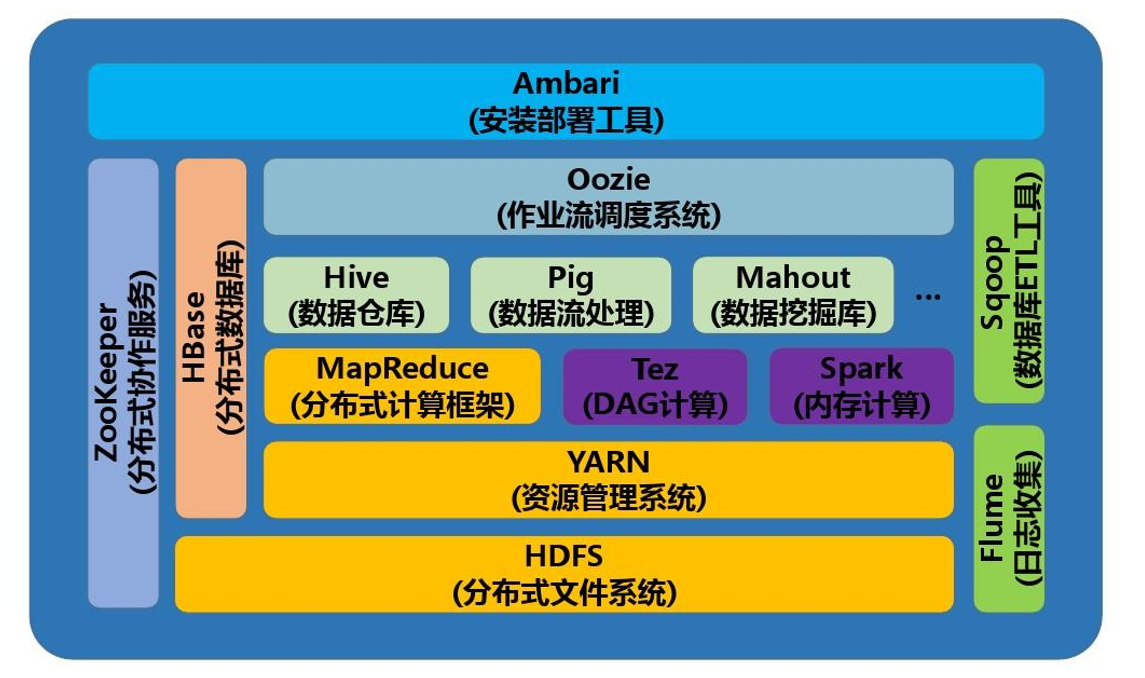 Ambari
(安装部署工具)
ZooKeeper
(分布式协作服务)
HBase
(分布式数据库)
Oozie
(作业流调度系统)
Hive
(数据仓库)
Pig
(数据流处理)
Mahout
(数据挖掘库)
...
MapReduce
(分布式计算框架)
Tez
(DAG计算)
Spark
(内存计算)
YARN
(资源管理系统)
HDFS
(分布式文件系统)
Sqoop
(数据库ETL工具)
Flume
(日志收集)